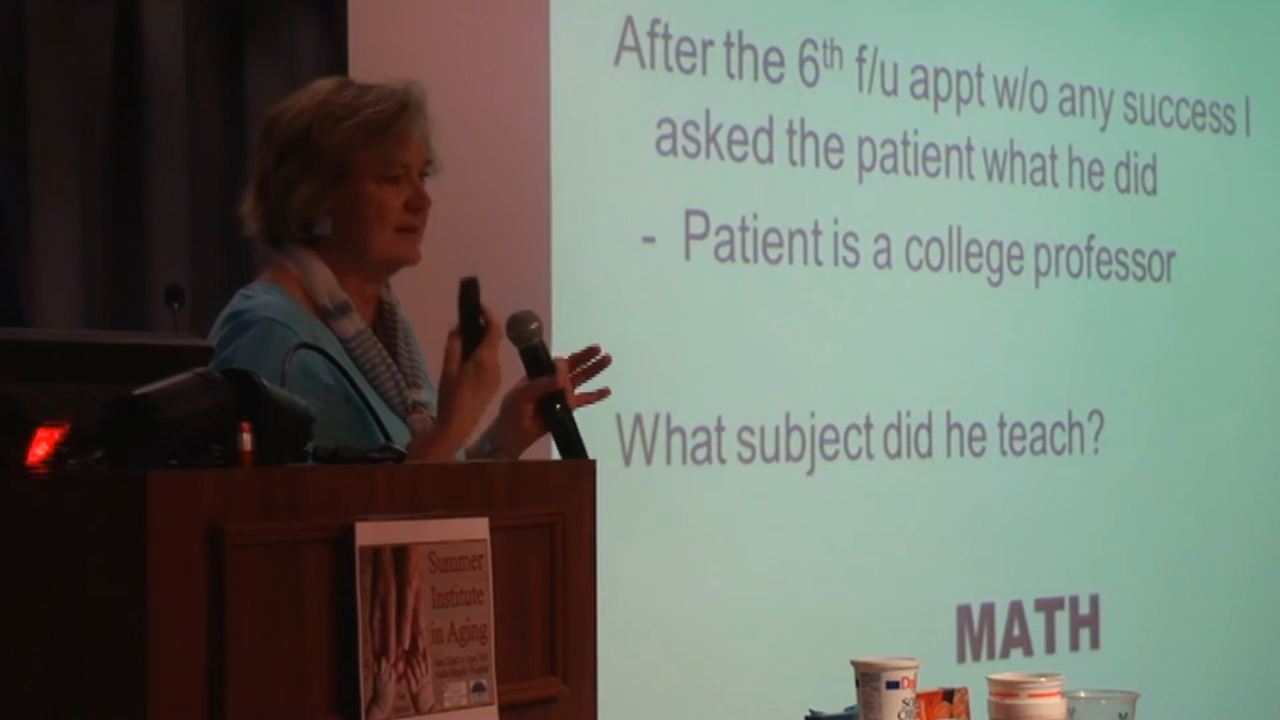 After the 6th f/u appt w/o any success I
asked the patient what he did
- Patient is a college professor
What subject did he teach?
MATH
Summer
Institute
in Aging